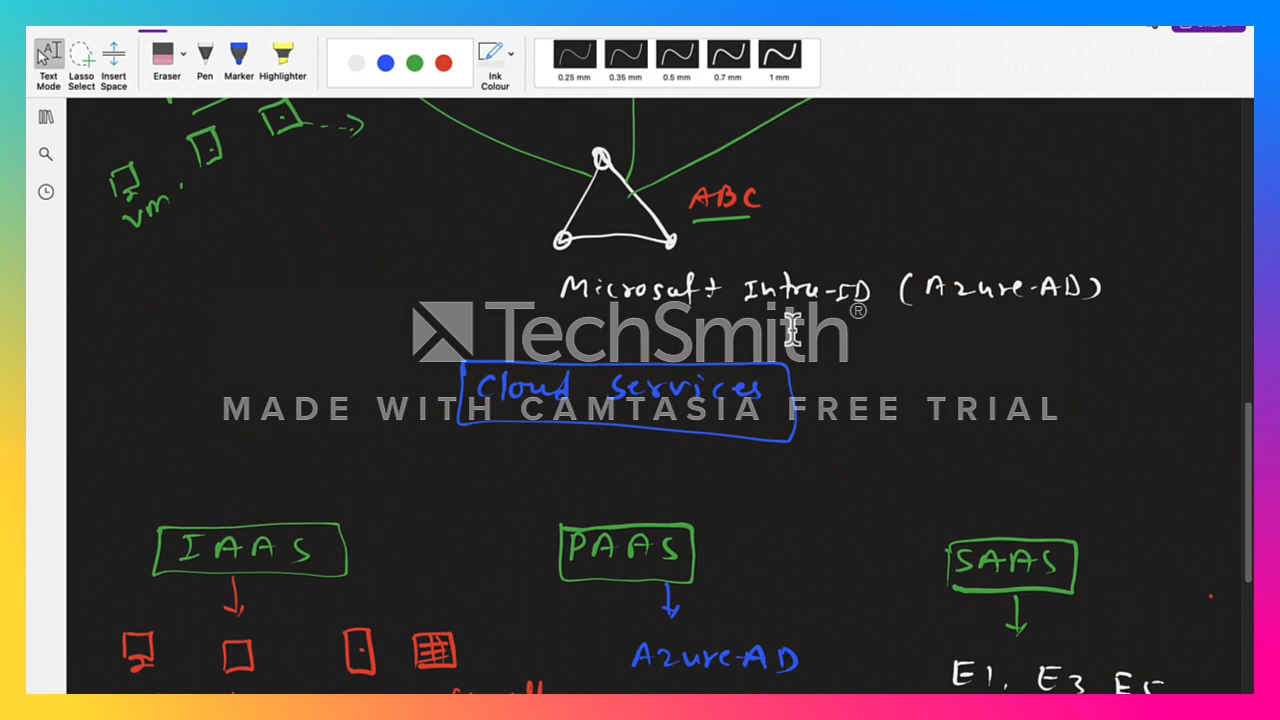 Text Mode
Lasso Select
Insert Space
Eraser
Pen
Marker
Highlighter
Ink Colour
0.25 mm
0.35 mm
0.5 mm
0.7 mm
1 mm
vm
ABC
Microsoft Intra-ID (Azure-AD)
TechSmith®
Cloud Services
MADE WITH CAMTASIA FREE TRIAL
IAAS
PAAS
SAAS
Azure-AD
E1, E3, E5